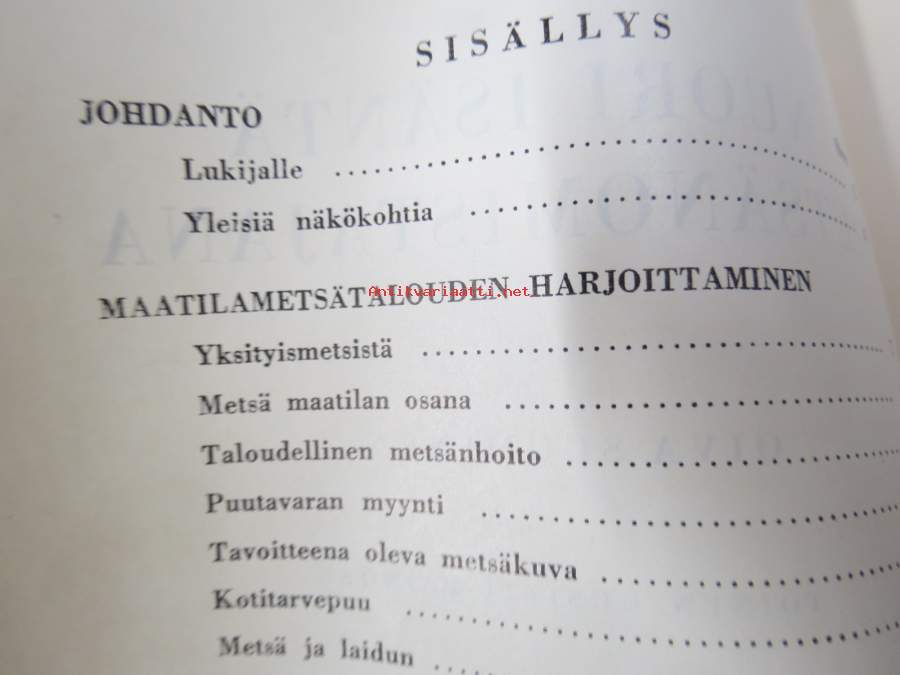 SISÄLLYS
JOHDANTO
Lukijalle
Yleisiä näkökohtia
MAATILAMETSÄTALOUDEN HARJOITTAMINEN
Antikvariaatti.net
Yksityismetsistä
Metsä maatilan osana
Taloudellinen metsänhoito
Puutavaran myynti
Tavoitteena oleva metsäkuva
Kotitarvepuu
Metsä ja laidun